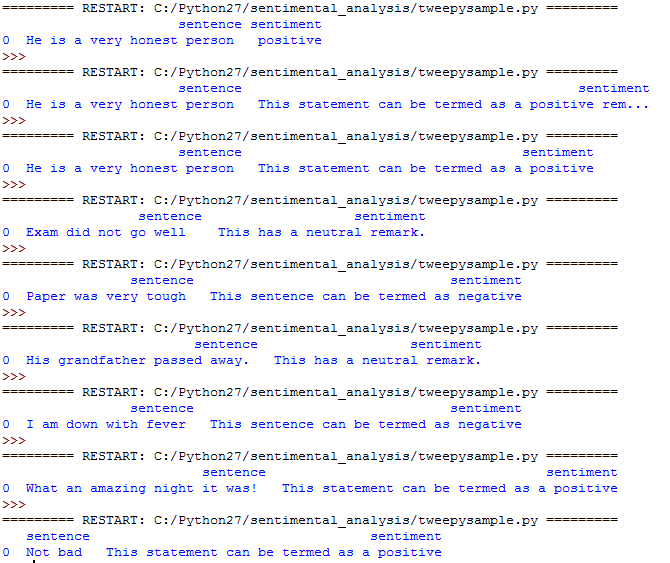 ========= RESTART: C:/Python27/sentimental_analysis/tweepysample.py =========
sentence sentiment
0 He is a very honest person positive
>>>
========= RESTART: C:/Python27/sentimental_analysis/tweepysample.py =========
sentence sentiment
0 He is a very honest person This statement can be termed as a positive rem...
>>>
========= RESTART: C:/Python27/sentimental_analysis/tweepysample.py =========
sentence sentiment
0 He is a very honest person This statement can be termed as a positive
>>>
========= RESTART: C:/Python27/sentimental_analysis/tweepysample.py =========
sentence sentiment
0 Exam did not go well This has a neutral remark.
>>>
========= RESTART: C:/Python27/sentimental_analysis/tweepysample.py =========
sentence sentiment
0 Paper was very tough This sentence can be termed as negative
>>>
========= RESTART: C:/Python27/sentimental_analysis/tweepysample.py =========
sentence sentiment
0 His grandfather passed away. This has a neutral remark.
>>>
========= RESTART: C:/Python27/sentimental_analysis/tweepysample.py =========
sentence sentiment
0 I am down with fever This sentence can be termed as negative
>>>
========= RESTART: C:/Python27/sentimental_analysis/tweepysample.py =========
sentence sentiment
0 What an amazing night it was! This statement can be termed as a positive
>>>
========= RESTART: C:/Python27/sentimental_analysis/tweepysample.py =========
sentence sentiment
0 Not bad This statement can be termed as a positive